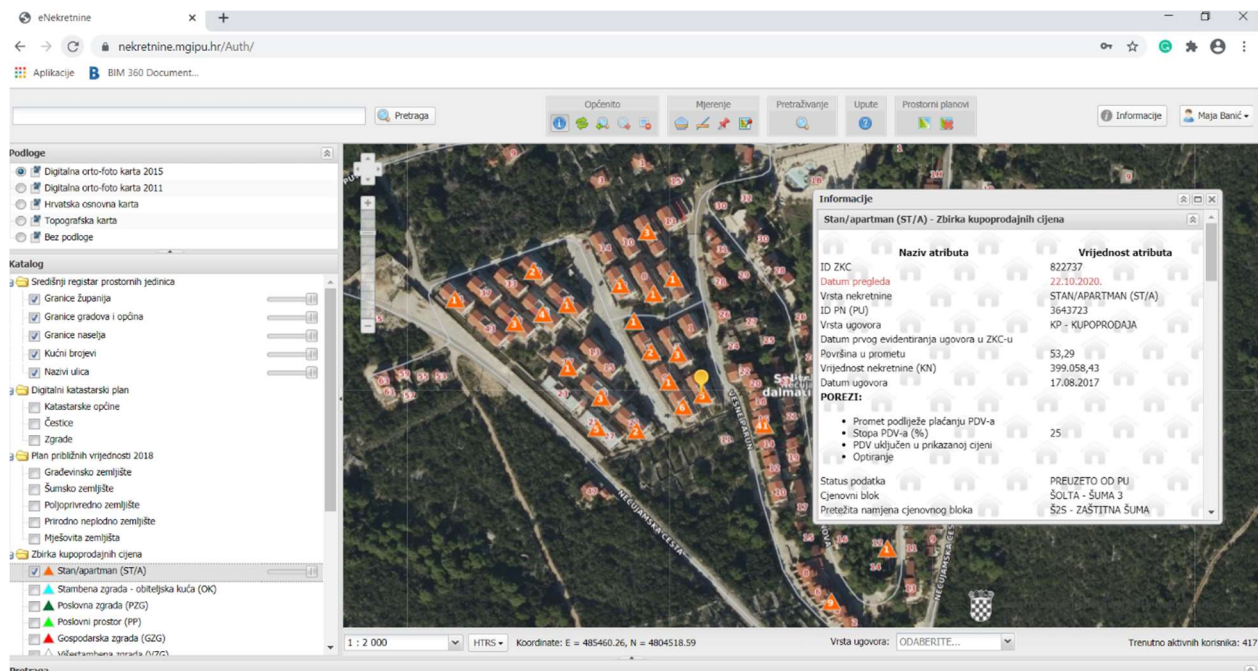 eNekretnine
nekretnine.mgipu.hr/Auth/
Aplikacije BIM 360 Document...
Pretraga
Općenito
Mjerenje
Pretraživanje
Upute
Prostorni planovi
Informacije
Maja Banić
Podloge
Digitalna orto-foto karta 2015
Digitalna orto-foto karta 2011
Hrvatska osnovna karta
Topografska karta
Bez podloge
Katalog
Središnji registar prostornih jedinica
Granice županija
Granice gradova i općina
Granice naselja
Kućni brojevi
Nazivi ulica
Digitalni katastarski plan
Katastarske općine
Čestice
Zgrade
Plan približnih vrijednosti 2018
Građevinsko zemljište
Šumsko zemljište
Poljoprivredno zemljište
Prirodno neplodno zemljište
Mješovita zemljišta
Zbirka kupoprodajnih cijena
Stan/apartman (ST/A)
Stambena zgrada - obiteljska kuća (OK)
Poslovna zgrada (PZG)
Poslovni prostor (PP)
Gospodarska zgrada (GZG)
Višestambena zgrada (VZG)
NEČUJAMSKA CESTA
VESNE PARUN
Informacije
Stan/apartman (ST/A) - Zbirka kupoprodajnih cijena
Naziv atributa Vrijednost atributa
ID ZKC 822737
Datum pregleda 22.10.2020.
Vrsta nekretnine STAN/APARTMAN (ST/A)
ID PN (PU) 3643723
Vrsta ugovora KP - KUPOPRODAJA
Datum prvog evidentiranja ugovora u ZKC-u
Površina u prometu 53,29
Vrijednost nekretnine (KN) 399.058,43
Datum ugovora 17.08.2017
POREZI:
• Promet podliježe plaćanju PDV-a
• Stopa PDV-a (%) 25
• PDV uključen u prikazanoj cijeni
• Optiranje
Status podatka PREUZETO OD PU
Cjenovni blok ŠOLTA - ŠUMA 3
Pretežita namjena cjenovnog bloka Š2S - ZAŠTITNA ŠUMA
1 : 2 000 HTRS Koordinate: E = 485460.26, N = 4804518.59 Vrsta ugovora: ODABERITE... Trenutno aktivnih korisnika: 417
Pretraga